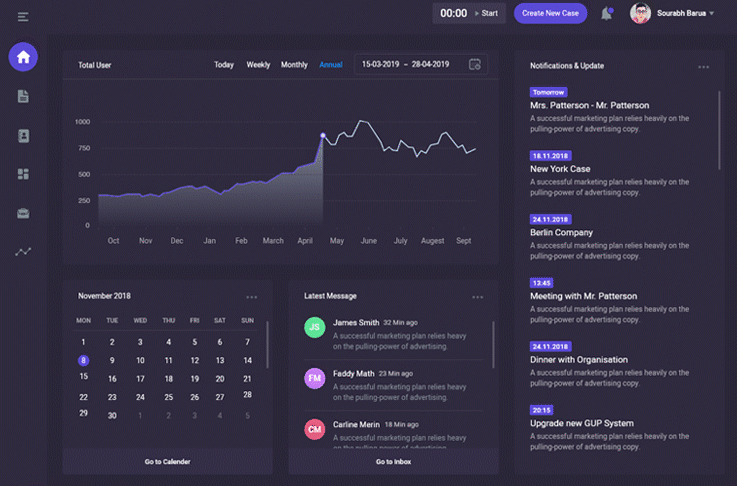 00:00 Start
Create New Case
Sourabh Barua
Total User
Today Weekly Monthly Annual
15-03-2019 – 28-04-2019
1000
750
500
250
0
Oct Nov Dec Jan Feb March April May June July Augest Sept
November 2018
MON TUE WED THU FRI SAT SUN
1 2 3 4 5 6 7
8 9 10 11 12 13 14
15 16 17 18 19 20 21
22 23 24 25 26 27 28
29 30 1 2 3 4 5
Go to Calender
Latest Message
JS
James Smith 32 Min ago
A successful marketing plan relies heavy
on the pulling-power of advertising.
FM
Faddy Math 23 Min ago
A successful marketing plan relies heavy
on the pulling-power of advertising.
CM
Carline Merin 18 Min ago
A successful marketing plan relies heavy
on the pulling-power of advertising.
Go to Inbox
Notifications & Update
Tomorrow
Mrs. Patterson - Mr. Patterson
A successful marketing plan relies heavily on the
pulling-power of advertising copy.
18.11.2018
New York Case
A successful marketing plan relies heavily on the
pulling-power of advertising copy.
24.11.2018
Berlin Company
A successful marketing plan relies heavily on the
pulling-power of advertising copy.
13:45
Meeting with Mr. Patterson
A successful marketing plan relies heavily on the
pulling-power of advertising copy.
24.11.2018
Dinner with Organisation
A successful marketing plan relies heavily on the
pulling-power of advertising copy.
20:15
Upgrade new GUP System
A successful marketing plan relies heavily on the
pulling-power of advertising copy.